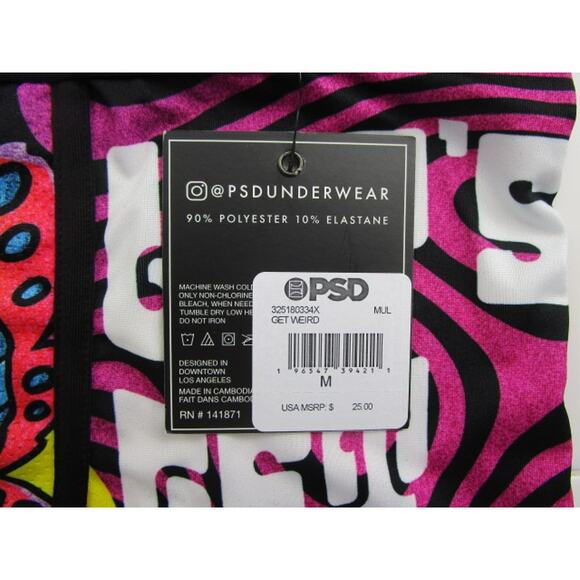 @PSDUNDERWEAR
90% POLYESTER 10% ELASTANE
MACHINE WASH COLD
ONLY NON-CHLORINE
BLEACH, WHEN NEED
TUMBLE DRY LOW HE
DO NOT IRON
DESIGNED IN
DOWNTOWN
LOS ANGELES
MADE IN CAMBODIA
FAIT DANS CAMBO
RN # 141871
PSD
325180334X MUL
GET WEIRD
1 96547 39421 1
M
USA MSRP: $ 25.00